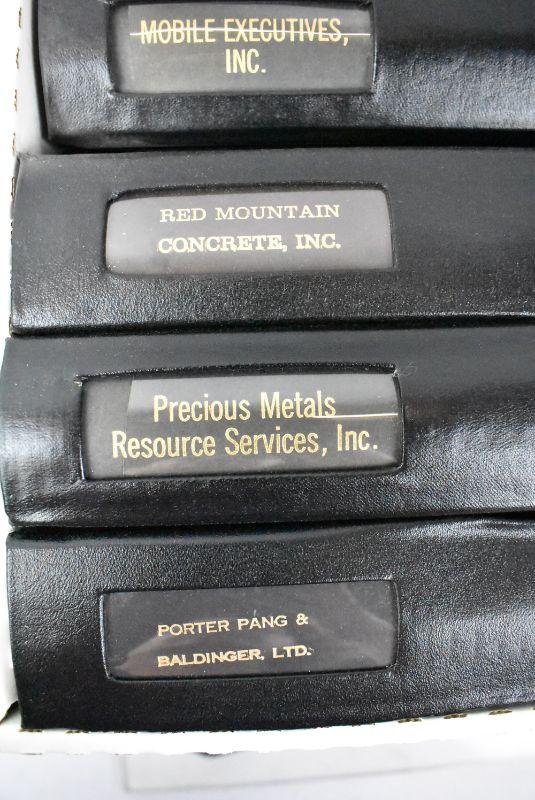 MOBILE EXECUTIVES,
INC.
RED MOUNTAIN
CONCRETE, INC.
Precious Metals
Resource Services, Inc.
PORTER PANG &
BALDINGER, LTD.